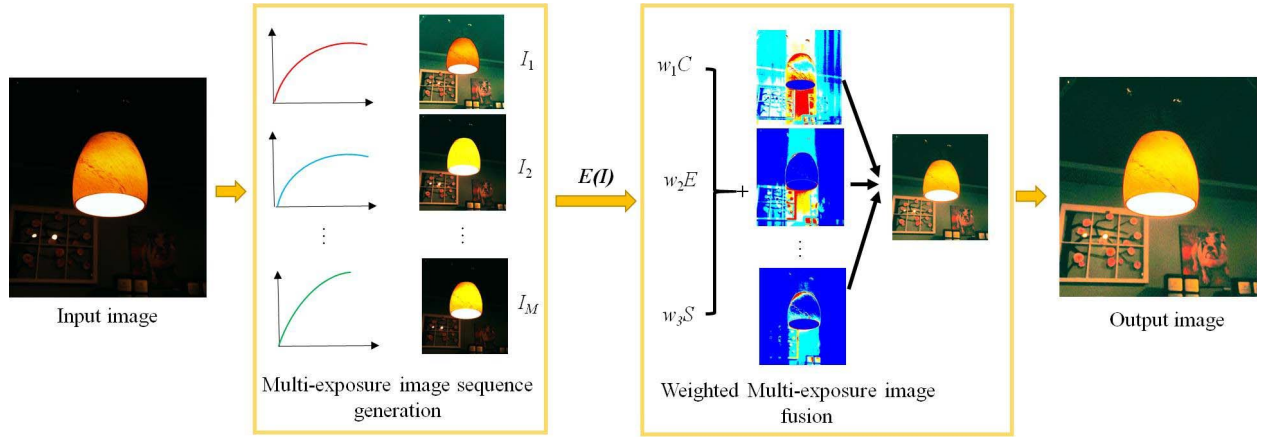 Input image
I1
I2
⋮
⋮
IM
Multi-exposure image sequence
generation
E(I)
w1C
w2E
w3S
+
⋮
Weighted Multi-exposure image
fusion
Output image